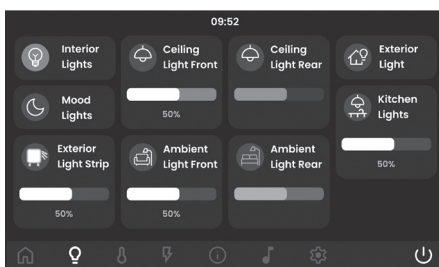 09:52
Interior
Lights
Ceiling
Light Front
50%
Ceiling
Light Rear
Exterior
Light
Mood
Lights
Kitchen
Lights
50%
Exterior
Light Strip
50%
Ambient
Light Front
50%
Ambient
Light Rear